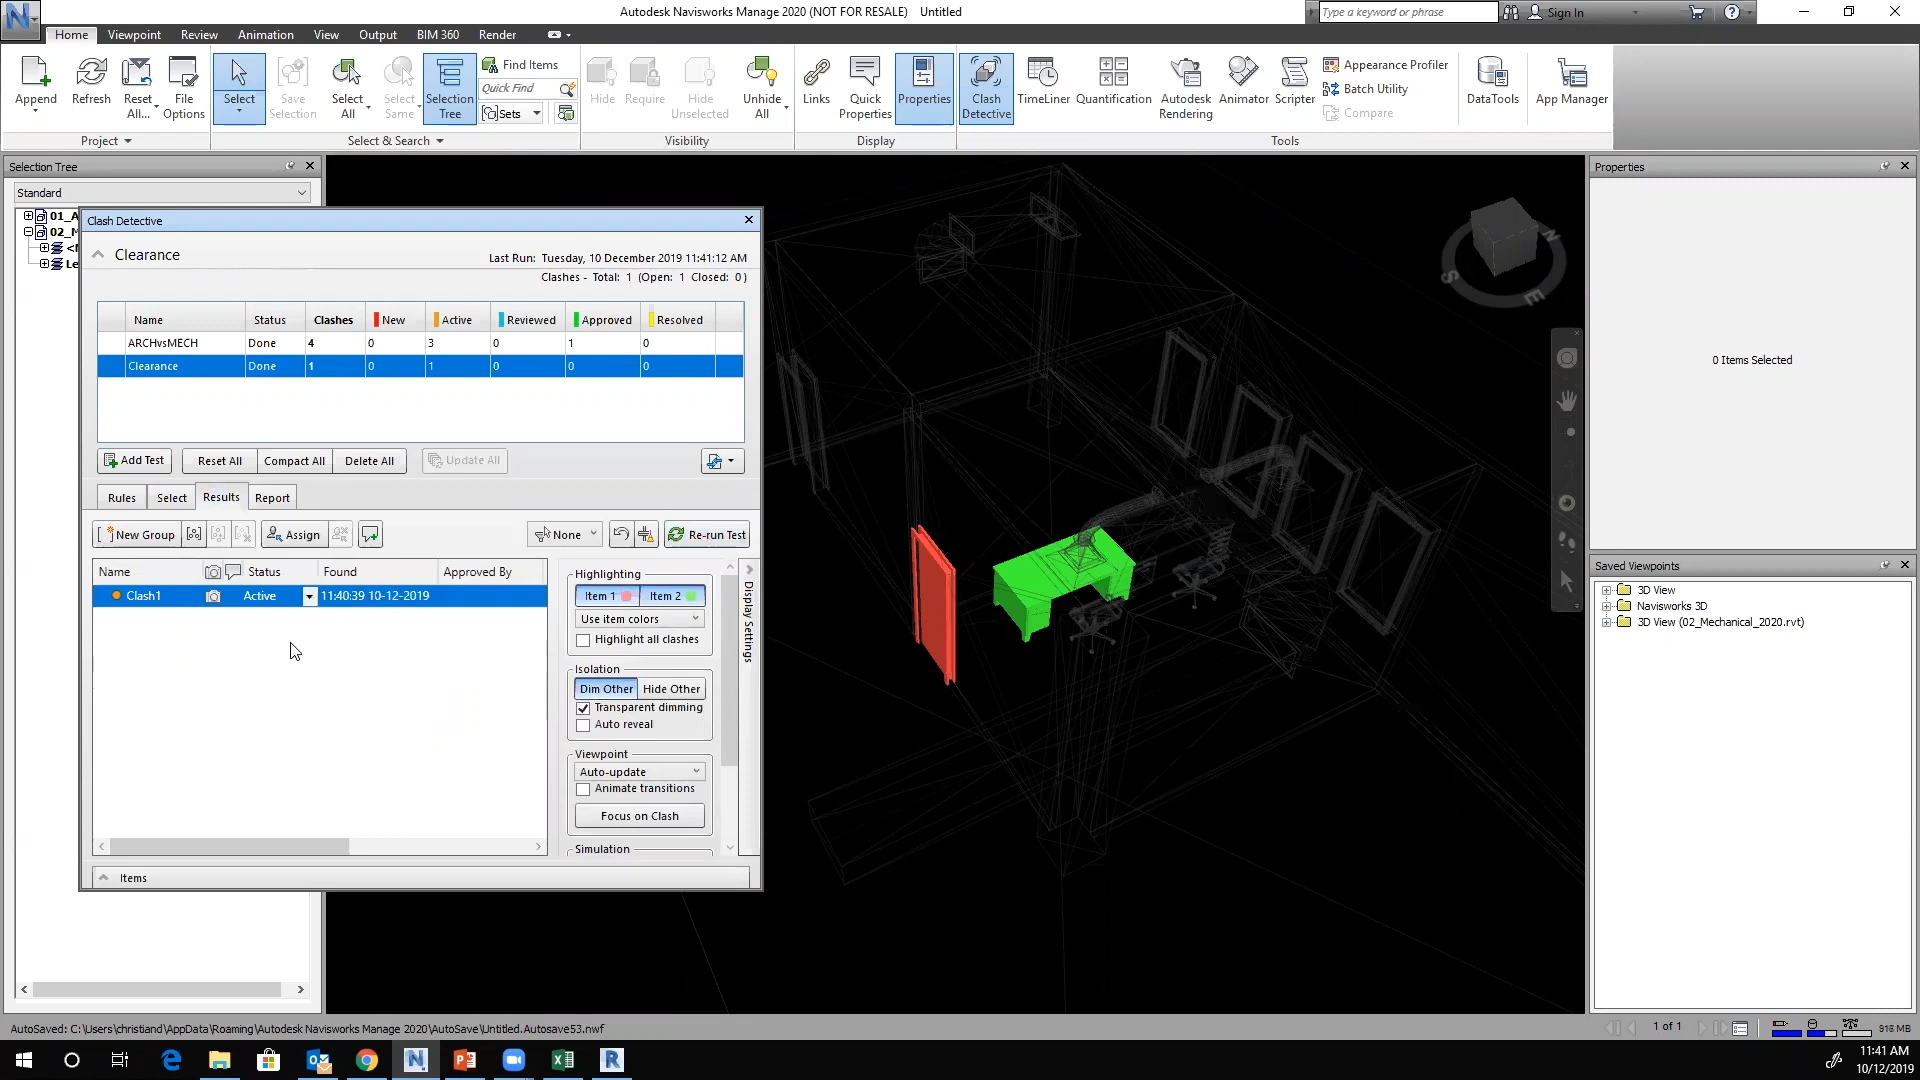 Autodesk Navisworks Manage 2020 (NOT FOR RESALE) Untitled
Type a keyword or phrase
Sign In
Home Viewpoint Review Animation View Output BIM 360 Render
Append
Refresh
Reset All...
File Options
Select
Save Selection
Select All
Select Same
Selection Tree
Find Items
Quick Find
Sets
Hide
Require
Hide Unselected
Unhide All
Links
Quick Properties
Properties
Clash Detective
TimeLiner
Quantification
Autodesk Rendering
Animator
Scripter
Appearance Profiler
Batch Utility
Compare
DataTools
App Manager
Project
Select & Search
Visibility
Display
Tools
Selection Tree
Standard
01_A
02_M
Le
Clash Detective
Clearance
Last Run: Tuesday, 10 December 2019 11:41:12 AM
Clashes - Total: 1 (Open: 1 Closed: 0)
Name Status Clashes New Active Reviewed Approved Resolved
ARCHvsMECH Done 4 0 3 0 1 0
Clearance Done 1 0 1 0 0 0
Add Test Reset All Compact All Delete All Update All
Rules Select Results Report
New Group Assign None Re-run Test
Name Status Found Approved By
Clash1 Active 11:40:39 10-12-2019
Highlighting
Item 1 Item 2
Use item colors
Highlight all clashes
Isolation
Dim Other Hide Other
Transparent dimming
Auto reveal
Viewpoint
Auto-update
Animate transitions
Focus on Clash
Simulation
Display Settings
Items
N
S
E
Properties
0 Items Selected
Saved Viewpoints
3D View
Navisworks 3D
3D View (02_Mechanical_2020.rvt)
AutoSaved: C:\Users\christiand\AppData\Roaming\Autodesk Navisworks Manage 2020\AutoSave\Untitled.Autosave53.nwf
1 of 1
916 MB
11:41 AM
10/12/2019